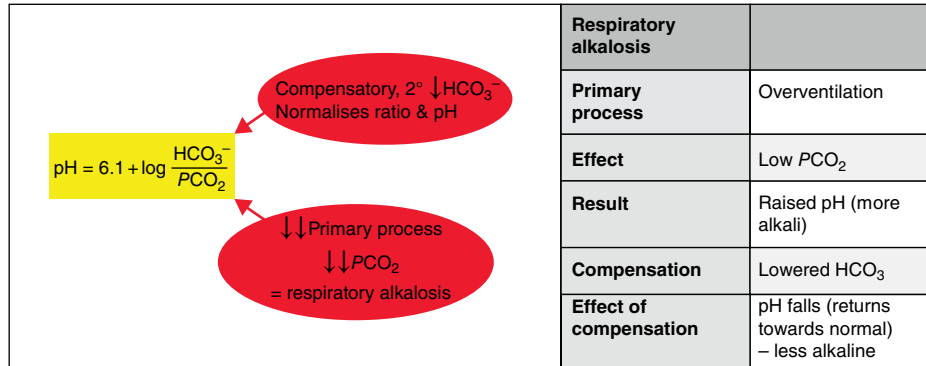 Compensatory, 2° ↓HCO₃⁻
Normalises ratio & pH
pH = 6.1 + log HCO₃⁻ / PCO₂
↓↓Primary process
↓↓PCO₂
= respiratory alkalosis
Respiratory
alkalosis
Primary
process
Overventilation
Effect
Low PCO₂
Result
Raised pH (more
alkali)
Compensation
Lowered HCO₃
Effect of
compensation
pH falls (returns
towards normal)
– less alkaline